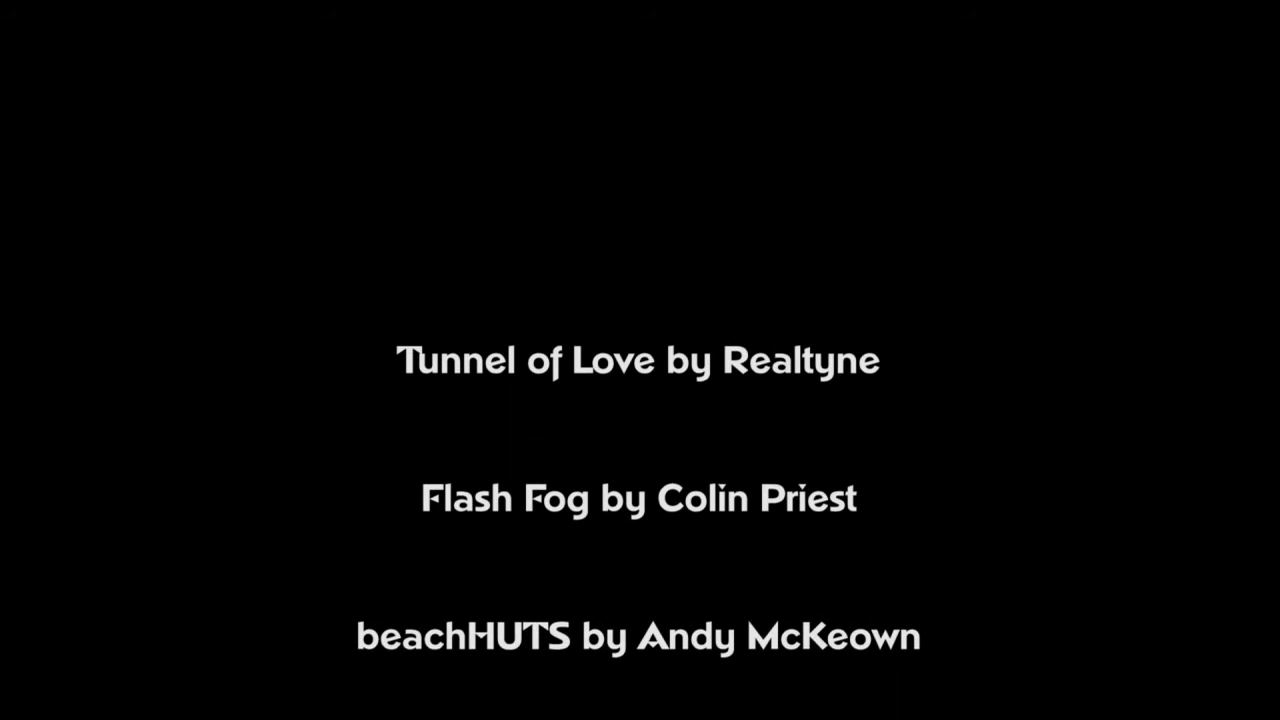 Tunnel of Love by Realtyne
Flash Fog by Colin Priest
beachHUTS by Andy McKeown